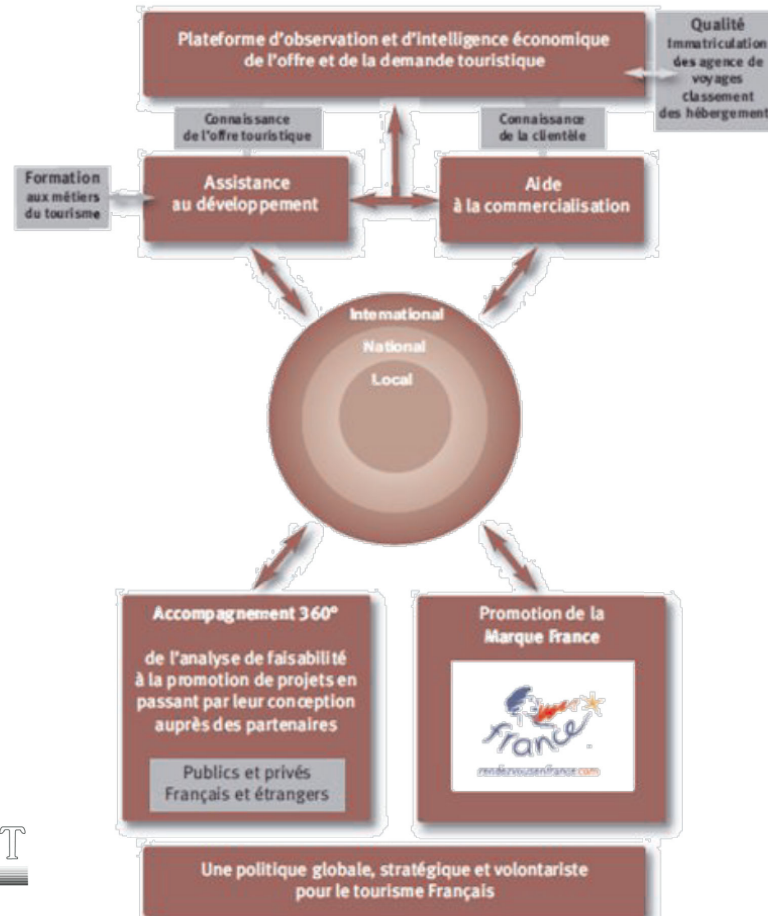 Plateforme d'observation et d'intelligence économique
de l'offre et de la demande touristique
Qualité
Immatriculation
des agence de
voyages
classement
des hébergement
Connaissance
de l'offre touristique
Connaissance
de la clientèle
Formation
aux métiers
du tourisme
Assistance
au développement
Aide
à la commercialisation
International
National
Local
Accompagnement 360°
de l'analyse de faisabilité
à la promotion de projets en
passant par leur conception
auprès des partenaires
Publics et privés
Français et étrangers
Promotion de la
Marque France
france
rendezvousenfrance.com
T
Une politique globale, stratégique et volontariste
pour le tourisme Français